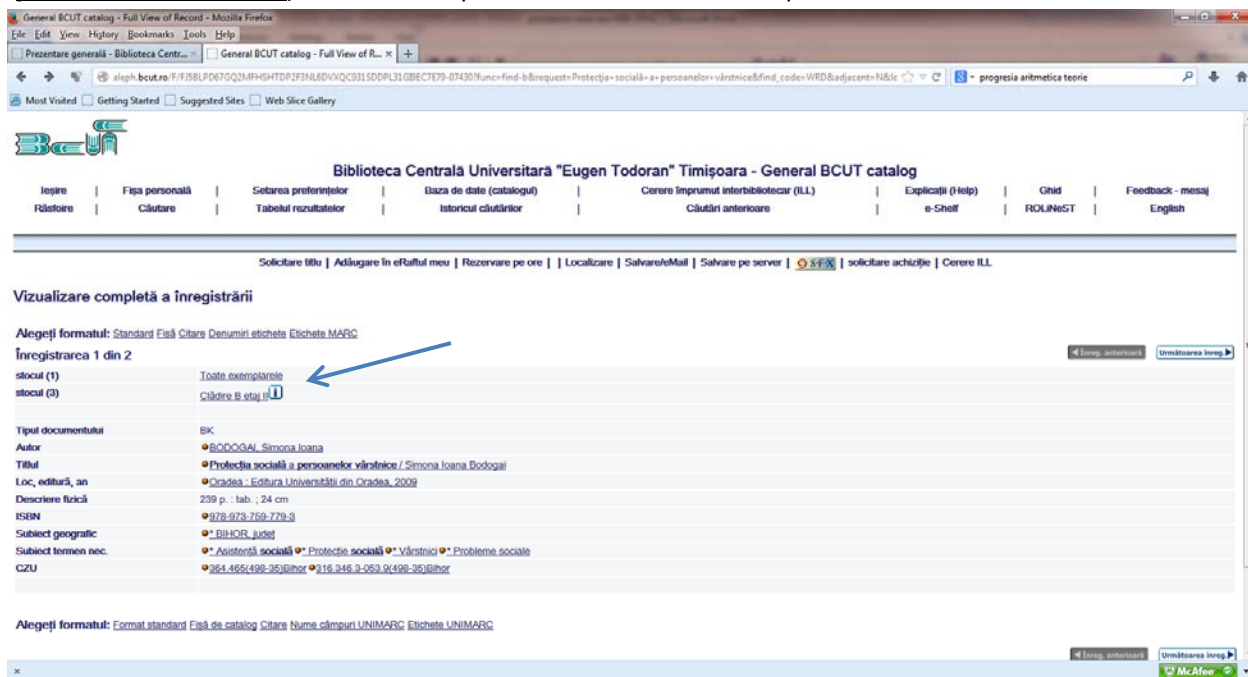 General BCUT catalog - Full View of Record - Mozilla Firefox
File Edit View History Bookmarks Tools Help
Prezentare generală - Biblioteca Centr... × General BCUT catalog - Full View of R... × +
progresia aritmetica teorie
Most Visited Getting Started Suggested Sites Web Slice Gallery
BCUT
Biblioteca Centrală Universitară "Eugen Todoran" Timișoara - General BCUT catalog
Ieșire | Fișa personală | Setarea preferințelor | Baza de date (catalogul) | Cerere împrumut interbibliotecar (ILL) | Explicații (Help) | Ghid | Feedback - mesaj
Răsfoire | Căutare | Tabelul rezultatelor | Istoricul căutărilor | Căutări anterioare | e-Shelf | ROLiNeST | English
Solicitare titlu | Adăugare în eRaftul meu | Rezervare pe ore | | Localizare | Salvare/eMail | Salvare pe server | SFX | solicitare achiziție | Cerere ILL
Vizualizare completă a înregistrării
Alegeți formatul: Standard Fisă Citare Denumiri etichete Etichete MARC
Înregistrarea 1 din 2
Înreg. anterioară Următoarea înreg.
stocul (1) Toate exemplarele
stocul (3) Clădire B etaj II
Tipul documentului BK
Autor BODOGAI, Simona Ioana
Titlul Protecția socială a persoanelor vârstnice / Simona Ioana Bodogai
Loc, editură, an Oradea : Editura Universității din Oradea, 2009
Descriere fizică 239 p. : tab. ; 24 cm
ISBN 978-973-759-779-3
Subiect geografic * BIHOR, județ
Subiect termen nec. * Asistență socială * Protecție socială * Vârstnici * Probleme sociale
CZU 364.465(498-35)Bihor 316.346.3-053.9(498-35)Bihor
Alegeți formatul: Format standard Fișă de catalog Citare Nume câmpuri UNIMARC Etichete UNIMARC
Înreg. anterioară Următoarea înreg.
× McAfee